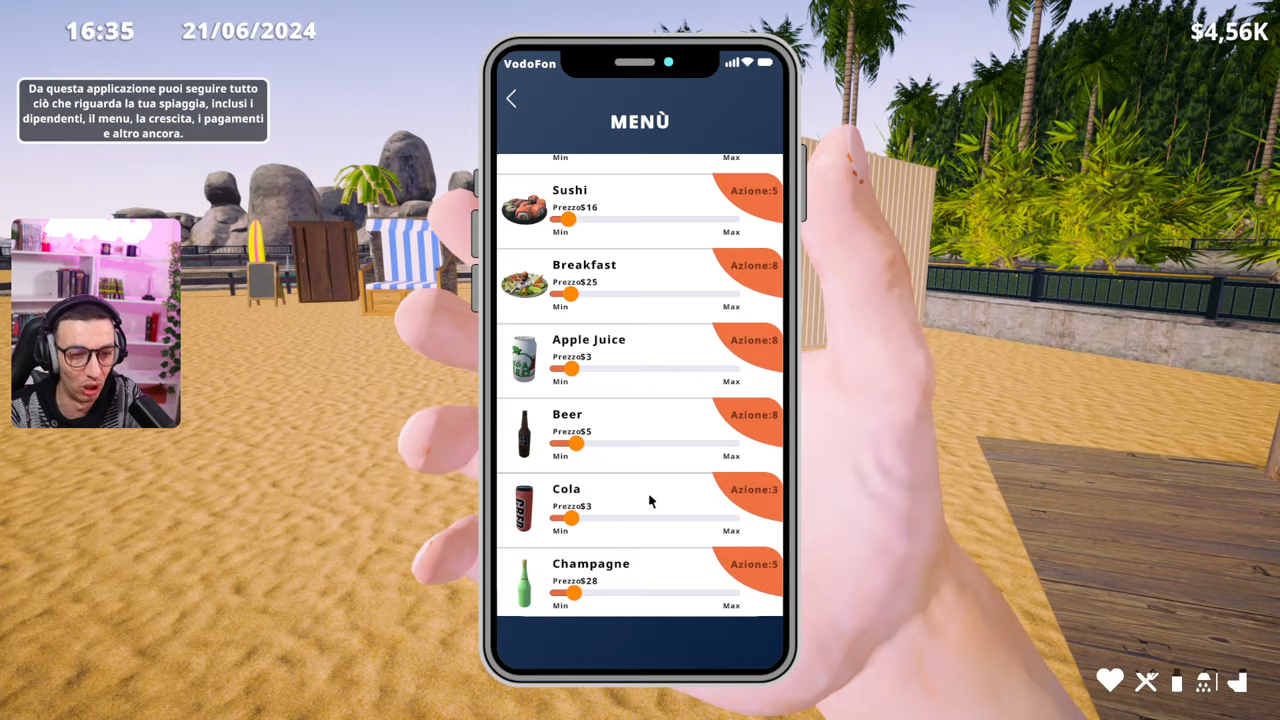 16:35 21/06/2024
$4,56K
Da questa applicazione puoi seguire tutto
ciò che riguarda la tua spiaggia, inclusi i
dipendenti, il menu, la crescita, i pagamenti
e altro ancora.
VodoFon
MENÙ
Min Max
Sushi
Azione:5
Prezzo$16
Min Max
Breakfast
Azione:8
Prezzo$25
Min Max
Apple Juice
Azione:8
Prezzo$3
Min Max
Beer
Azione:8
Prezzo$5
Min Max
Cola
Azione:3
Prezzo$3
Min Max
Champagne
Azione:5
Prezzo$28
Min Max